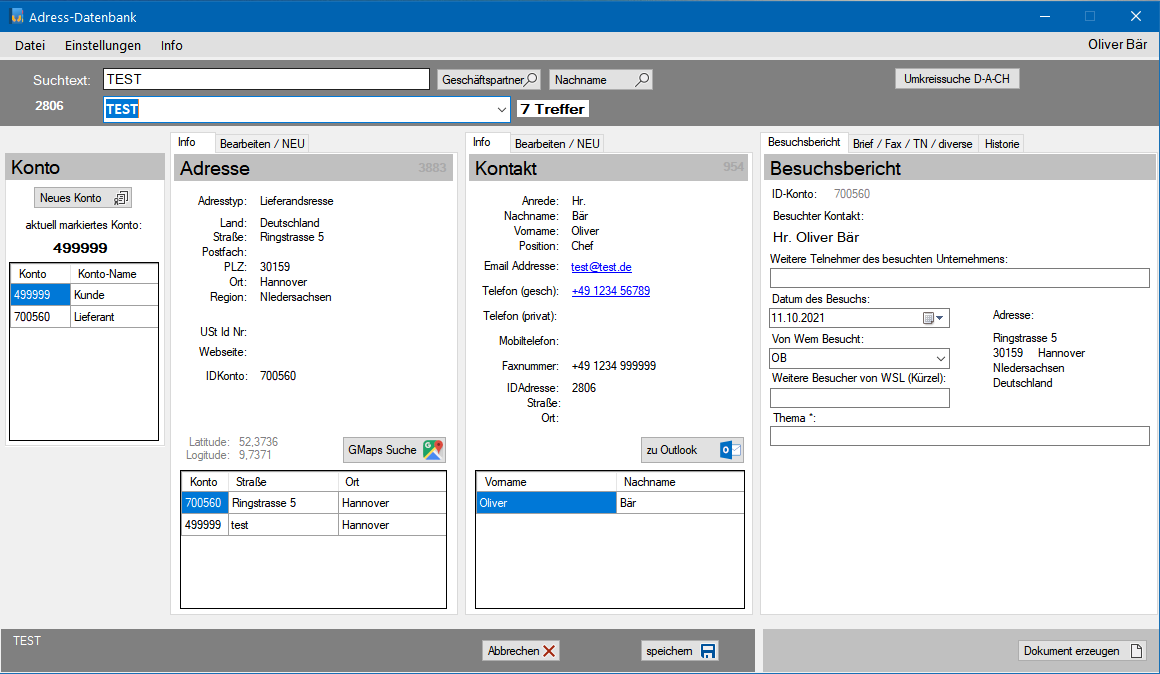 Adress-Datenbank
Datei Einstellungen Info Oliver Bär
Suchtext: TEST Geschäftspartner Nachname Umkreissuche D-A-CH
2806 TEST 7 Treffer
Konto
Neues Konto
aktuell markiertes Konto:
499999
Konto Konto-Name
499999 Kunde
700560 Lieferant
Info Bearbeiten / NEU
Adresse 3883
Adresstyp: Lieferandsresse
Land: Deutschland
Straße: Ringstrasse 5
Postfach:
PLZ: 30159
Ort: Hannover
Region: NIedersachsen
USt Id Nr:
Webseite:
IDKonto: 700560
Latitude: 52,3736
Logitude: 9,7371
GMaps Suche
Konto Straße Ort
700560 Ringstrasse 5 Hannover
499999 test Hannover
Info Bearbeiten / NEU
Kontakt 954
Anrede: Hr.
Nachname: Bär
Vorname: Oliver
Position: Chef
Email Addresse: test@test.de
Telefon (gesch): +49 1234 56789
Telefon (privat):
Mobiltelefon:
Faxnummer: +49 1234 999999
IDAdresse: 2806
Straße:
Ort:
zu Outlook
Vorname Nachname
Oliver Bär
Besuchsbericht Brief / Fax / TN / diverse Historie
Besuchsbericht
ID-Konto: 700560
Besuchter Kontakt:
Hr. Oliver Bär
Weitere Telnehmer des besuchten Unternehmens:
Datum des Besuchs:
11.10.2021
Von Wem Besucht:
OB
Weitere Besucher von WSL (Kürzel):
Thema *:
Adresse:
Ringstrasse 5
30159 Hannover
NIedersachsen
Deutschland
TEST Abbrechen speichern Dokument erzeugen